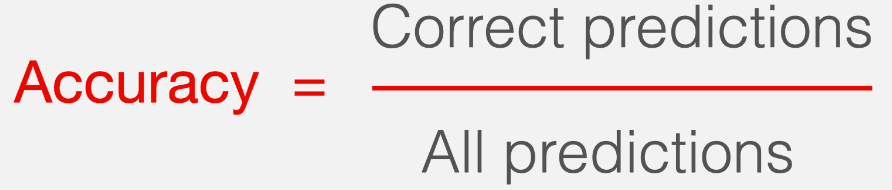 Correct predictions
Accuracy =
All predictions